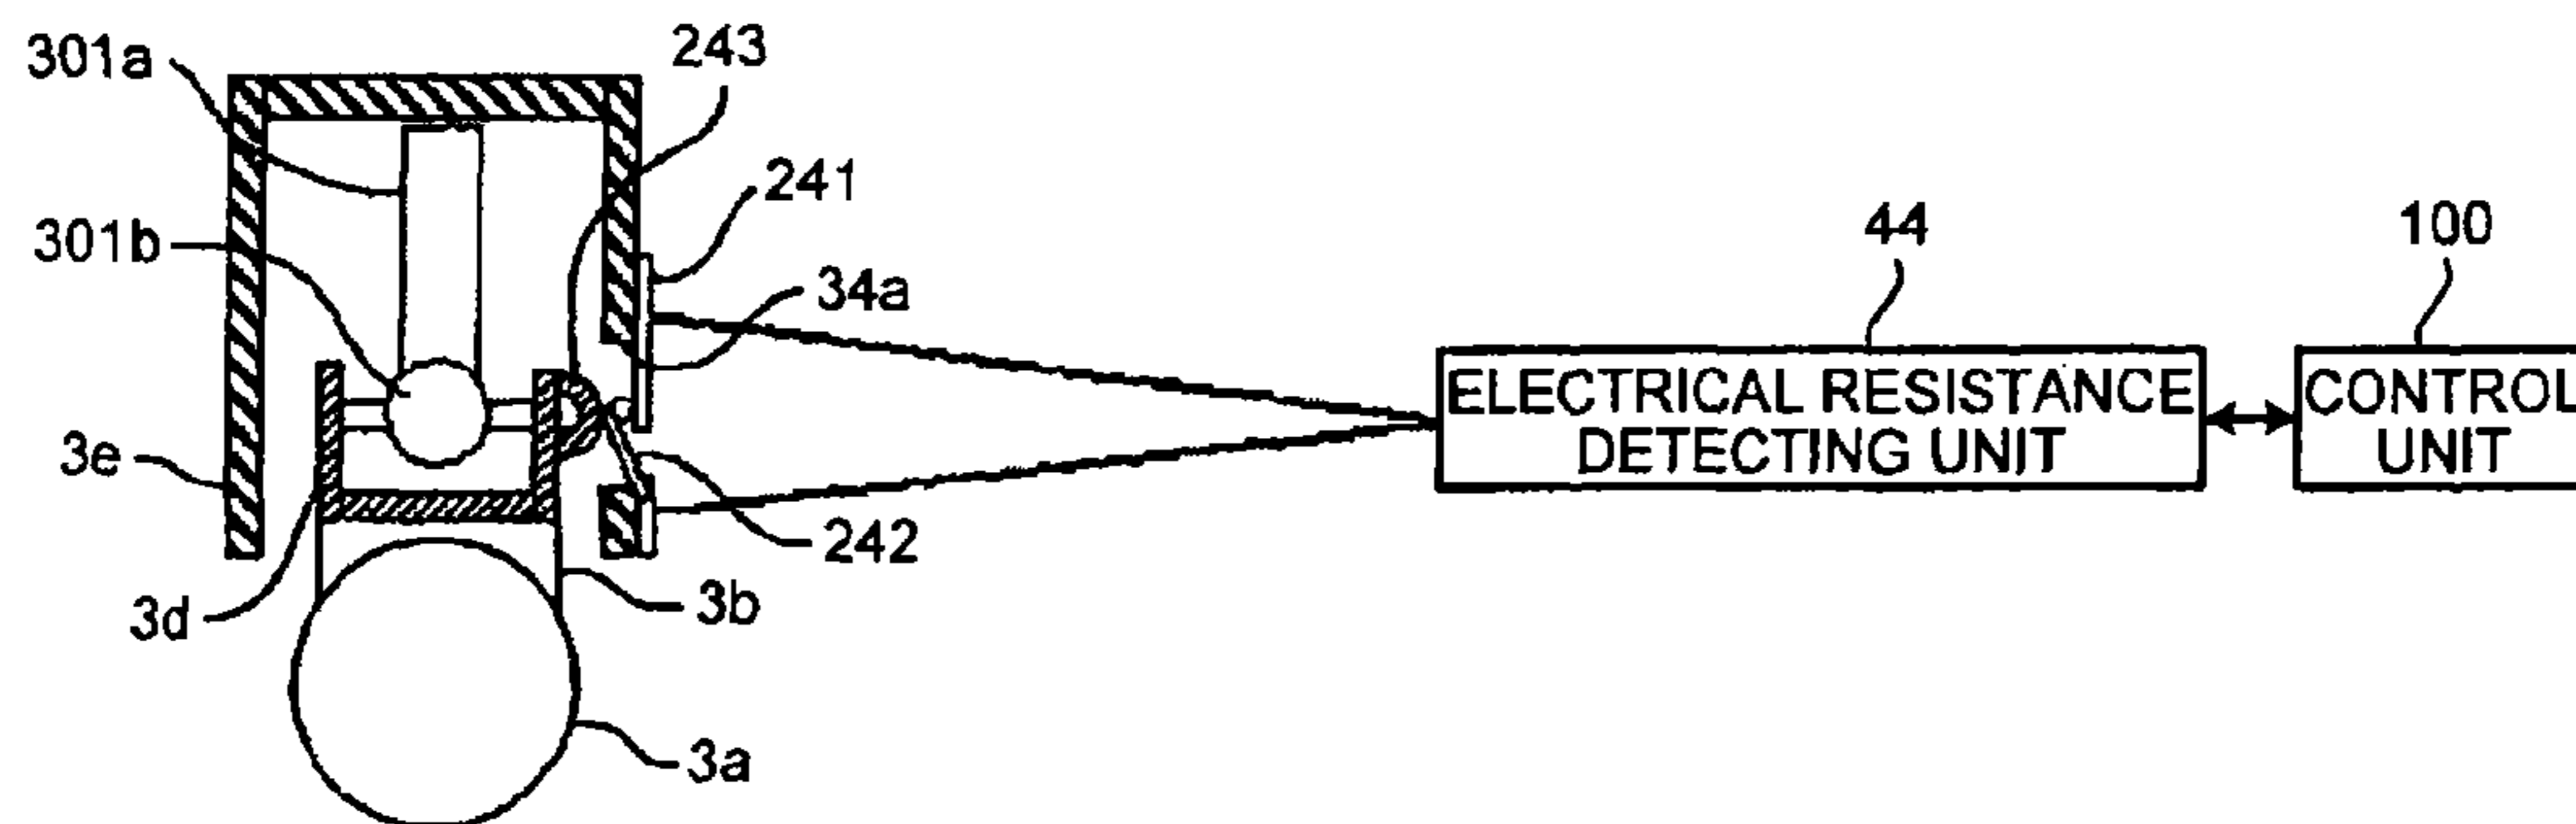 301a
243
241
301b
34a
44
100
ELECTRICAL RESISTANCE
DETECTING UNIT
CONTROL
UNIT
3e
242
3d
3b
3a